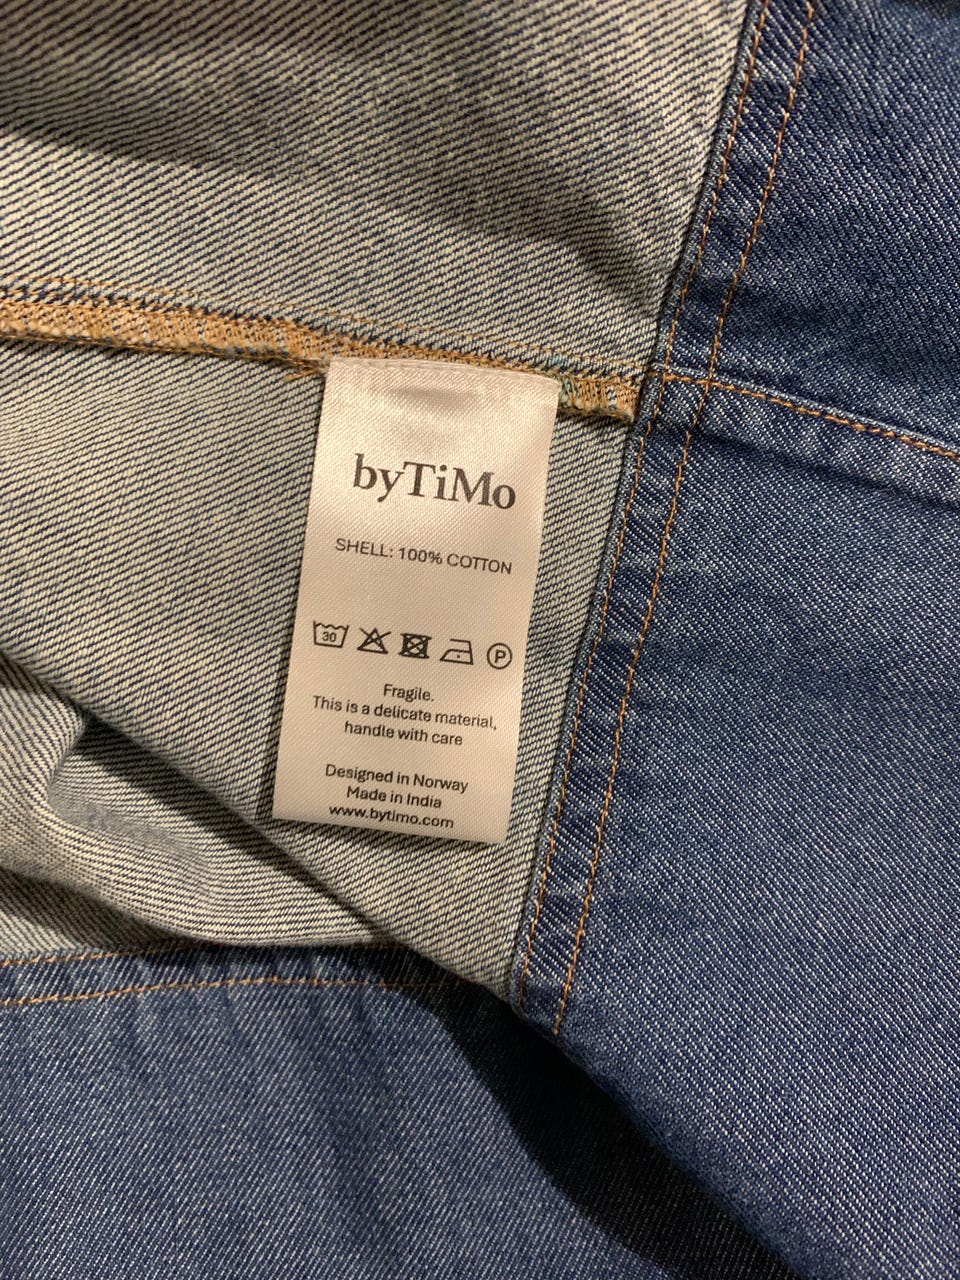 byTiMo
SHELL: 100% COTTON
30 P
Fragile.
This is a delicate material,
handle with care
Designed in Norway
Made in India
www.bytimo.com